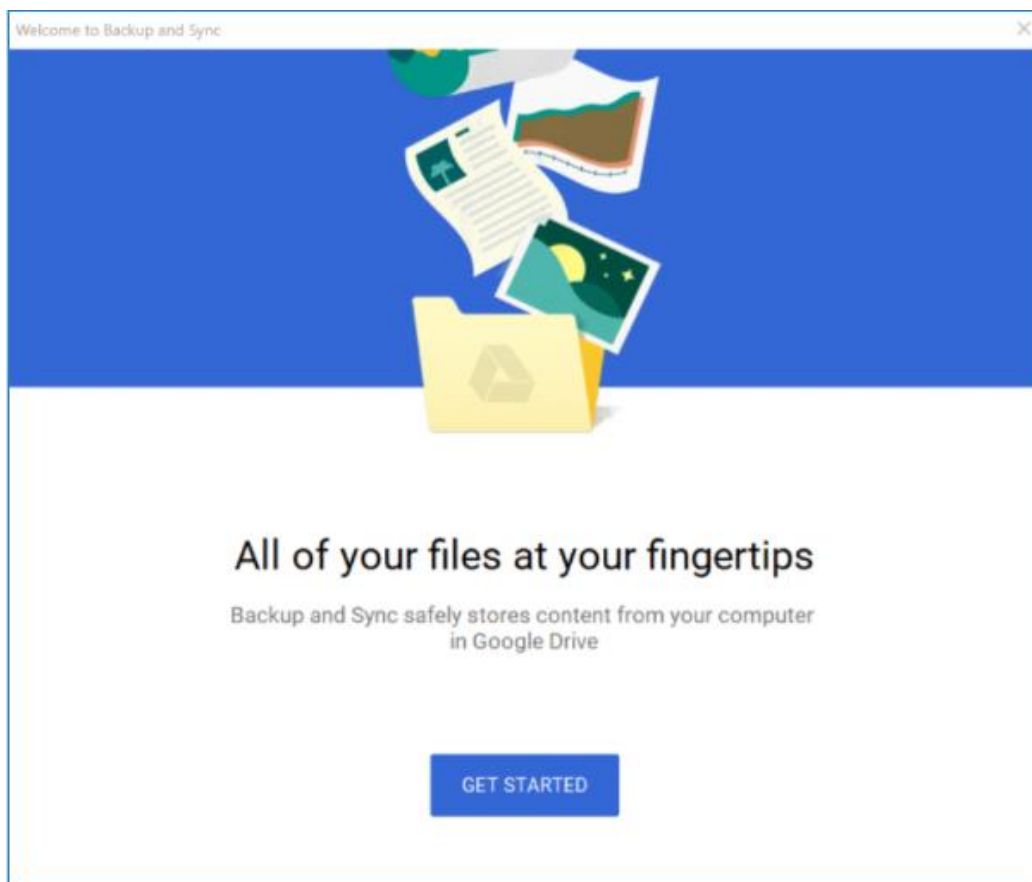 Welcome to Backup and Sync
All of your files at your fingertips
Backup and Sync safely stores content from your computer
in Google Drive
GET STARTED